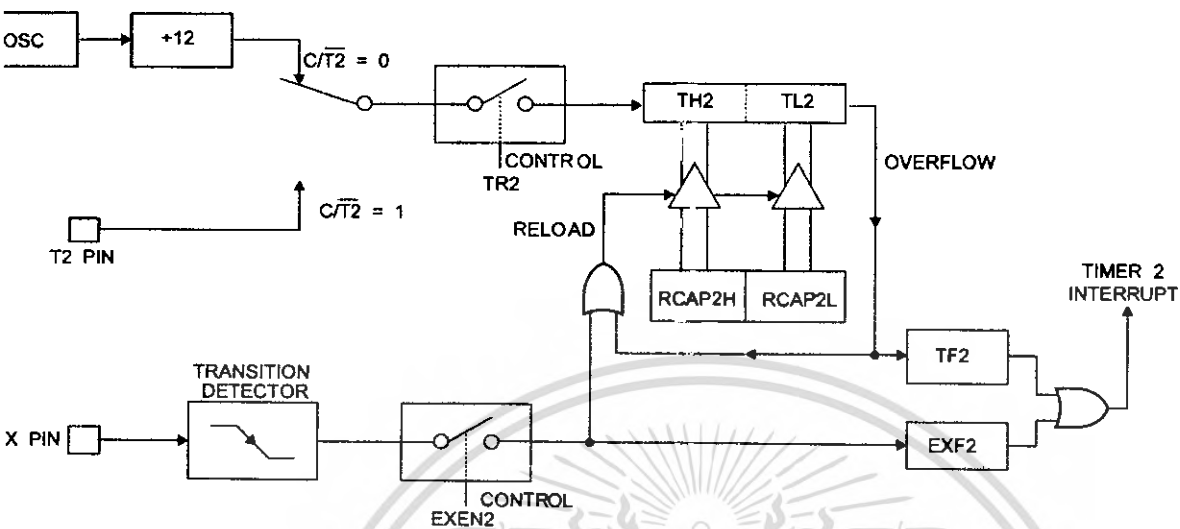 OSC
+12
C/T2 = 0
TH2
TL2
CONTROL
TR2
OVERFLOW
C/T2 = 1
T2 PIN
RELOAD
RCAP2H
RCAP2L
TIMER 2
INTERRUPT
TF2
TRANSITION
DETECTOR
X PIN
EXF2
CONTROL
EXEN2